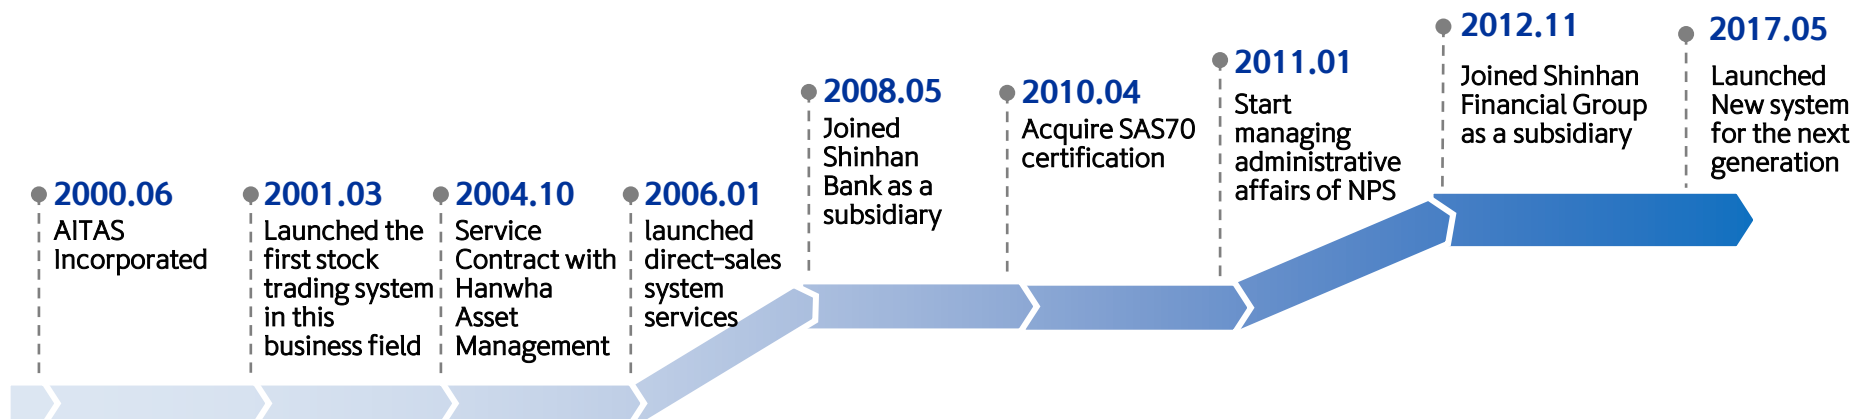 2000.06
AITAS
Incorporated
2001.03
Launched the
first stock
trading system
in this
business field
2004.10
Service
Contract with
Hanwha
Asset
Management
2006.01
launched
direct-sales
system
services
2008.05
Joined
Shinhan
Bank as a
subsidiary
2010.04
Acquire SAS70
certification
2011.01
Start
managing
administrative
affairs of NPS
2012.11
Joined Shinhan
Financial Group
as a subsidiary
2017.05
Launched
New system
for the next
generation